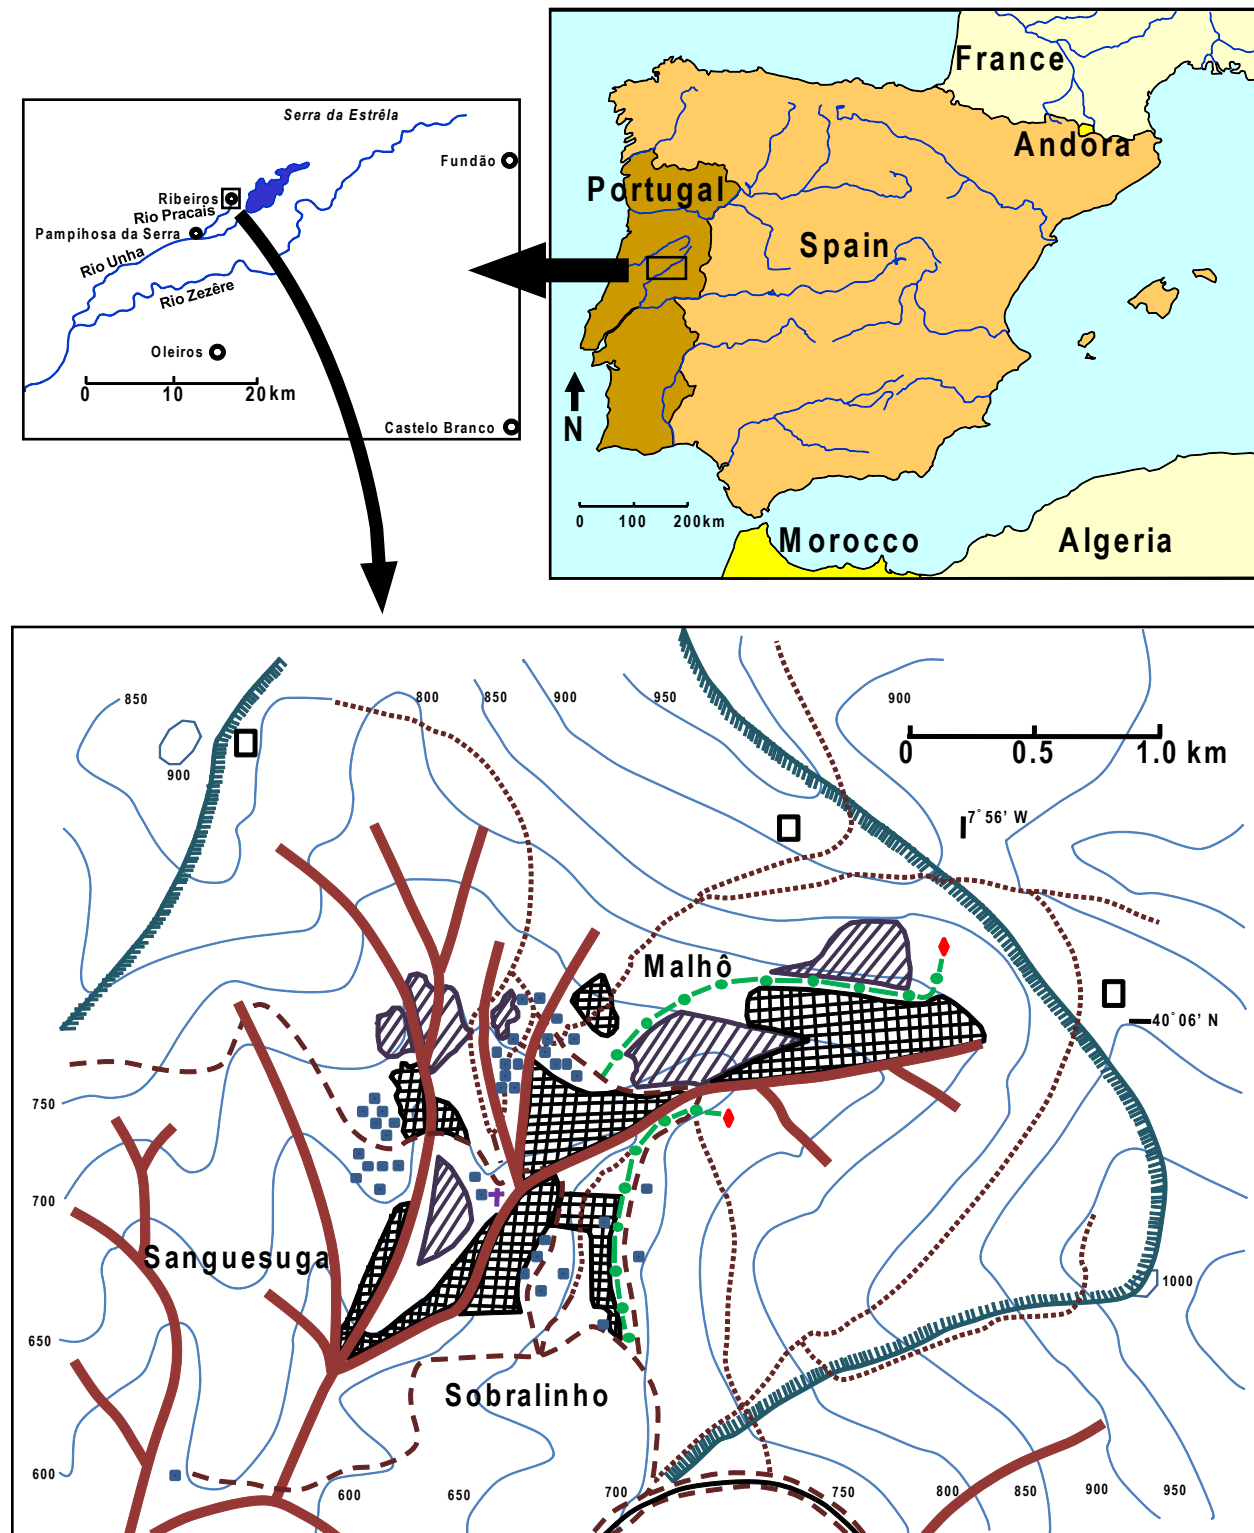 France
Andora
Portugal
Spain
N
0 100 200km
Morocco
Algeria
Serra da Estrêla
Fundão
Ribeiros
Rio Pracais
Pampihosa da Serra
Rio Unha
Rio Zezêre
Oleiros
0 10 20 km
Castelo Branco
850
800
850
900
950
900
900
0 0.5 1.0 km
7° 56' W
Malhô
40° 06' N
750
700
Sanguesuga
1000
650
Sobralinho
600
600
650
700
750
800
850
900
950